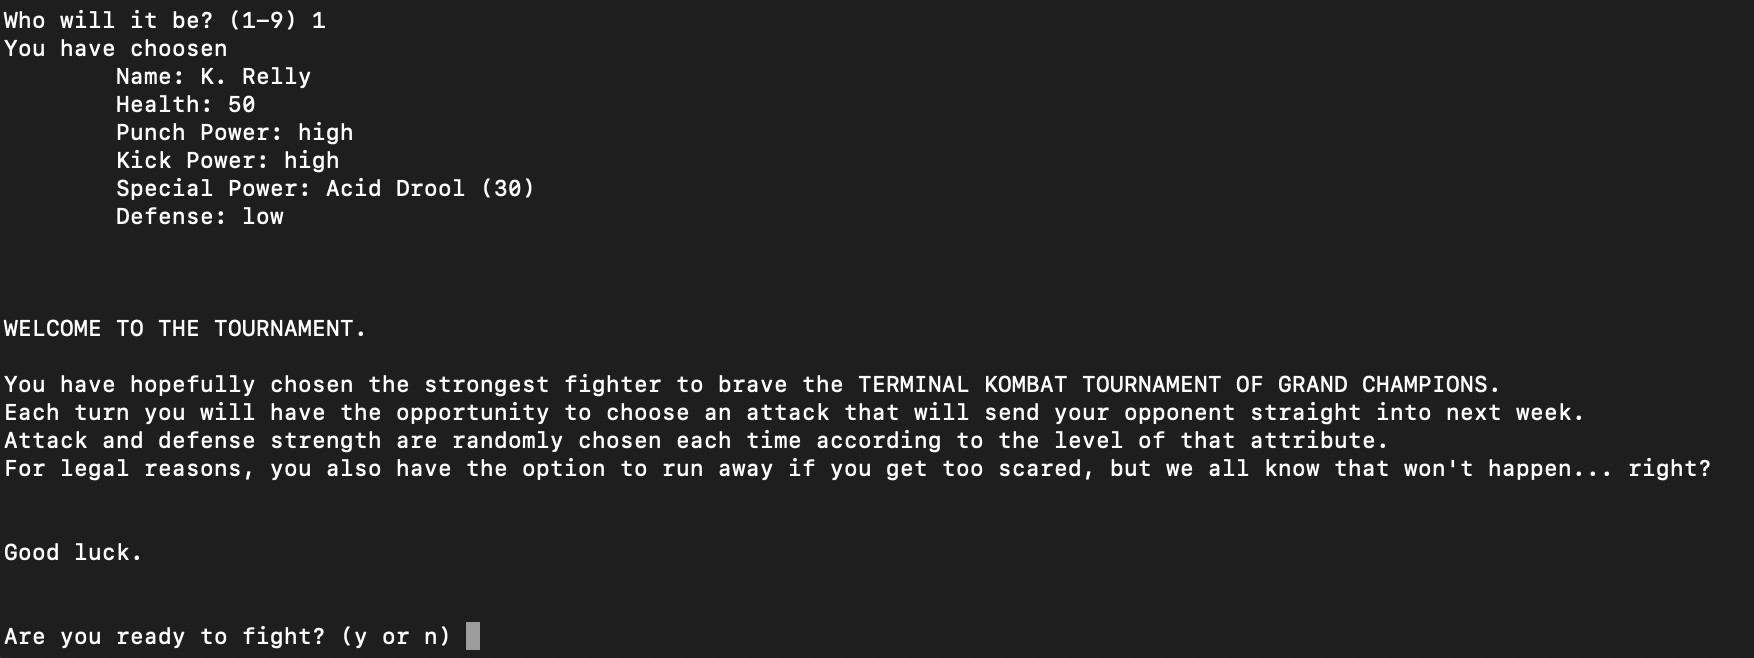 Who will it be? (1-9) 1
You have choosen
Name: K. Relly
Health: 50
Punch Power: high
Kick Power: high
Special Power: Acid Drool (30)
Defense: low
WELCOME TO THE TOURNAMENT.
You have hopefully chosen the strongest fighter to brave the TERMINAL KOMBAT TOURNAMENT OF GRAND CHAMPIONS.
Each turn you will have the opportunity to choose an attack that will send your opponent straight into next week.
Attack and defense strength are randomly chosen each time according to the level of that attribute.
For legal reasons, you also have the option to run away if you get too scared, but we all know that won't happen... right?
Good luck.
Are you ready to fight? (y or n)